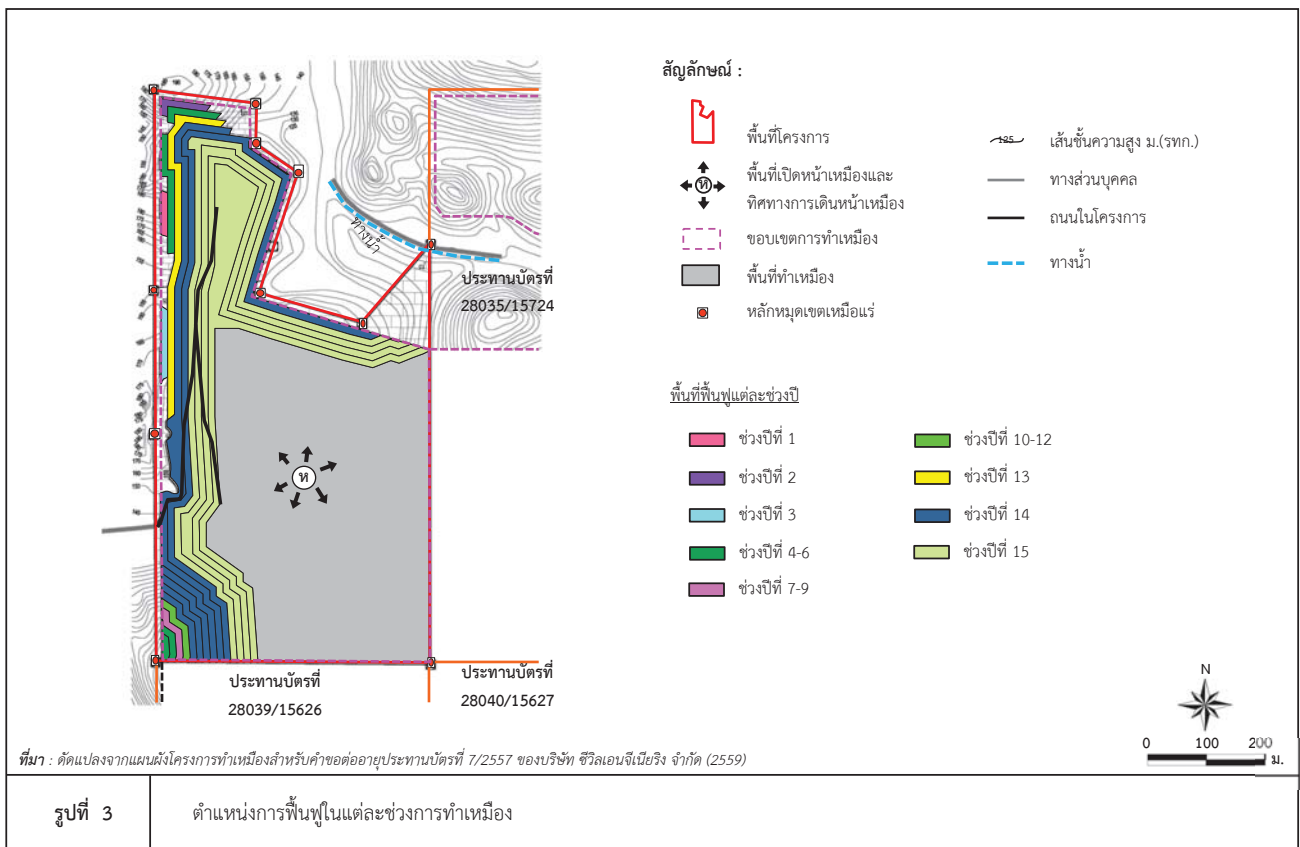 สัญลักษณ์ :
พื้นที่โครงการ
ห
พื้นที่เปิดหน้าเหมืองและ
ทิศทางการเดินหน้าเหมือง
ขอบเขตการทำเหมือง
พื้นที่ทำเหมือง
หลักหมุดเขตเหมือแร่
125
เส้นชั้นความสูง ม.(รทก.)
ทางส่วนบุคคล
ถนนในโครงการ
ทางน้ำ
พื้นที่ฟื้นฟูแต่ละช่วงปี
ช่วงปีที่ 1
ช่วงปีที่ 2
ช่วงปีที่ 3
ช่วงปีที่ 4-6
ช่วงปีที่ 7-9
ช่วงปีที่ 10-12
ช่วงปีที่ 13
ช่วงปีที่ 14
ช่วงปีที่ 15
ทางน้ำ
ประทานบัตรที่
28035/15724
ห
ประทานบัตรที่
28039/15626
ประทานบัตรที่
28040/15627
N
0 100 200
ม.
ที่มา : ดัดแปลงจากแผนผังโครงการทำเหมืองสำหรับคำขอต่ออายุประทานบัตรที่ 7/2557 ของบริษัท ซีวิลเอนจีเนียริง จำกัด (2559)
รูปที่ 3
ตำแหน่งการฟื้นฟูในแต่ละช่วงการทำเหมือง